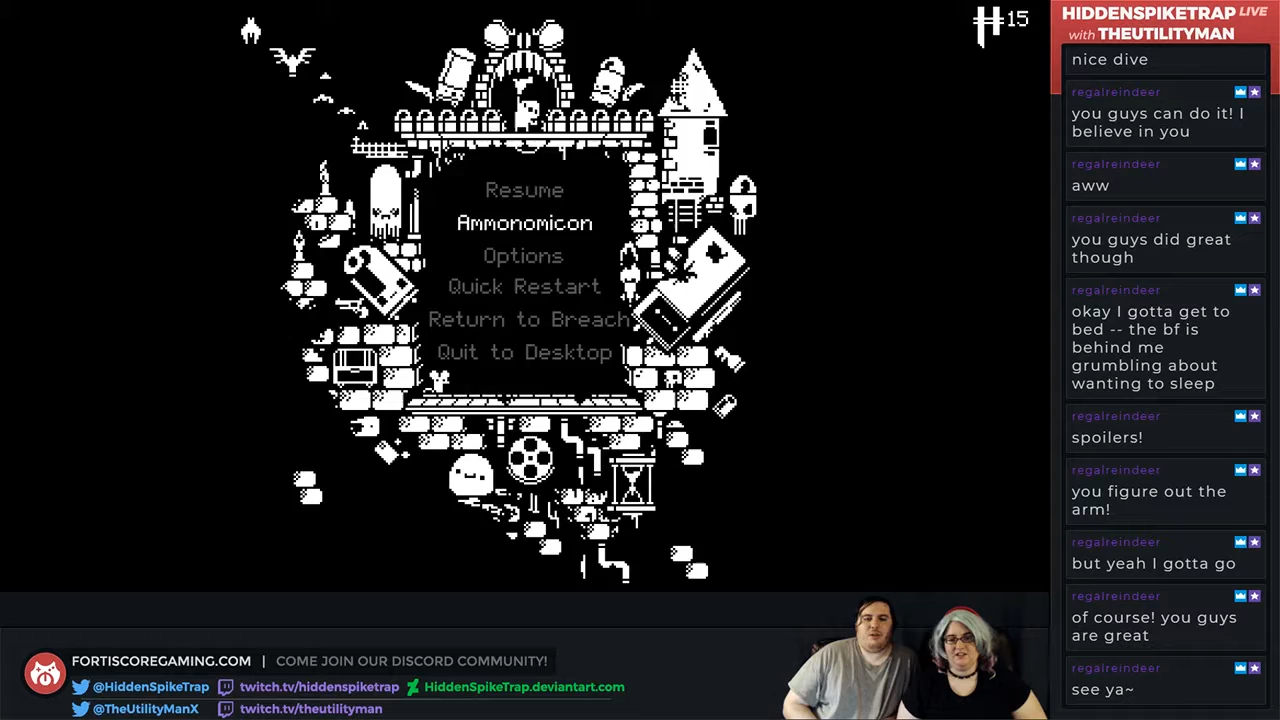 15
Resume
Ammonomicon
Options
Quick Restart
Return to Breach
Quit to Desktop
HIDDENSPIKETRAP LIVE
with THEUTILITYMAN
nice dive
regalreindeer
you guys can do it! I
believe in you
regalreindeer
aww
regalreindeer
you guys did great
though
regalreindeer
okay I gotta get to
bed -- the bf is
behind me
grumbling about
wanting to sleep
regalreindeer
spoilers!
regalreindeer
you figure out the
arm!
regalreindeer
but yeah I gotta go
regalreindeer
of course! you guys
are great
regalreindeer
see ya~
FORTISCOREGAMING.COM | COME JOIN OUR DISCORD COMMUNITY!
@HiddenSpikeTrap twitch.tv/hiddenspiketrap HiddenSpikeTrap.deviantart.com
@TheUtilityManX twitch.tv/theutilityman